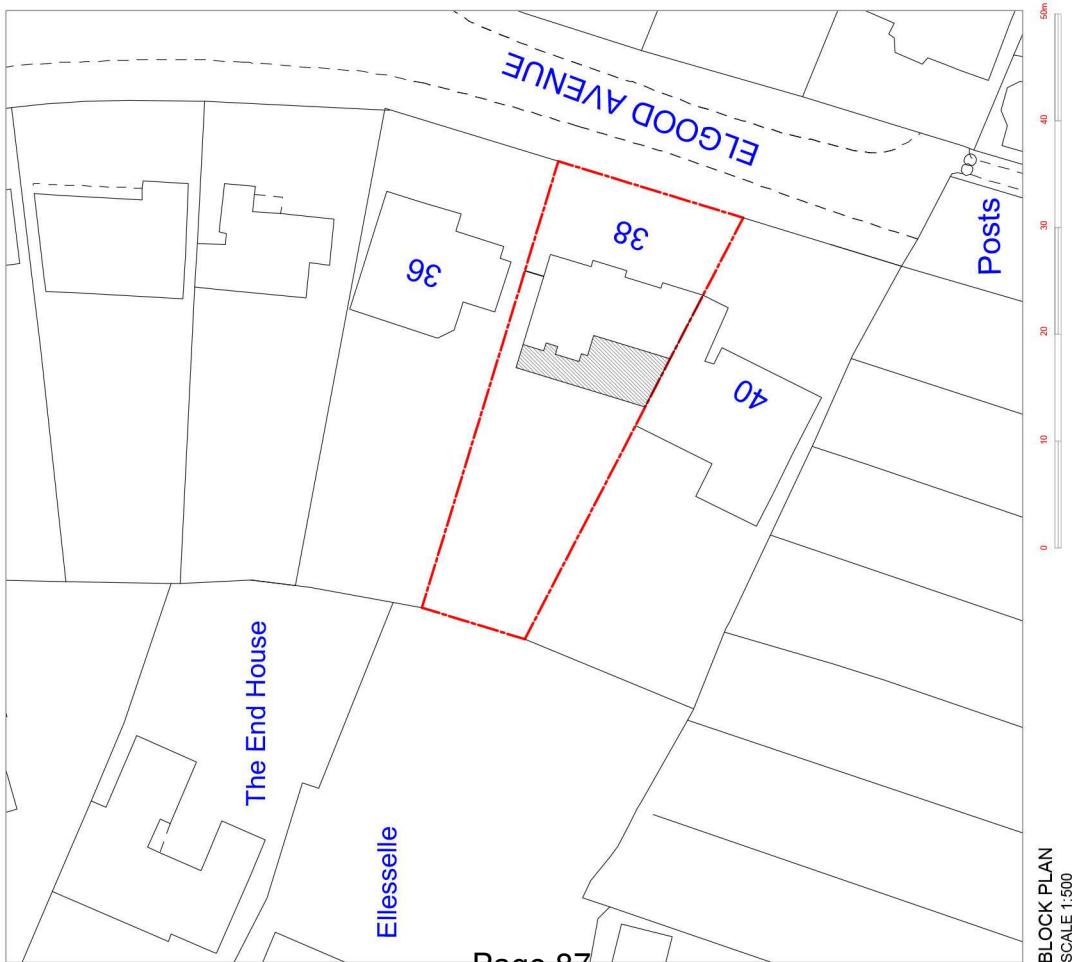 ELGOOD AVENUE
36
38
40
Posts
The End House
Ellesselle
Page 87
BLOCK PLAN
SCALE 1:500
0
10
20
30
40
50m